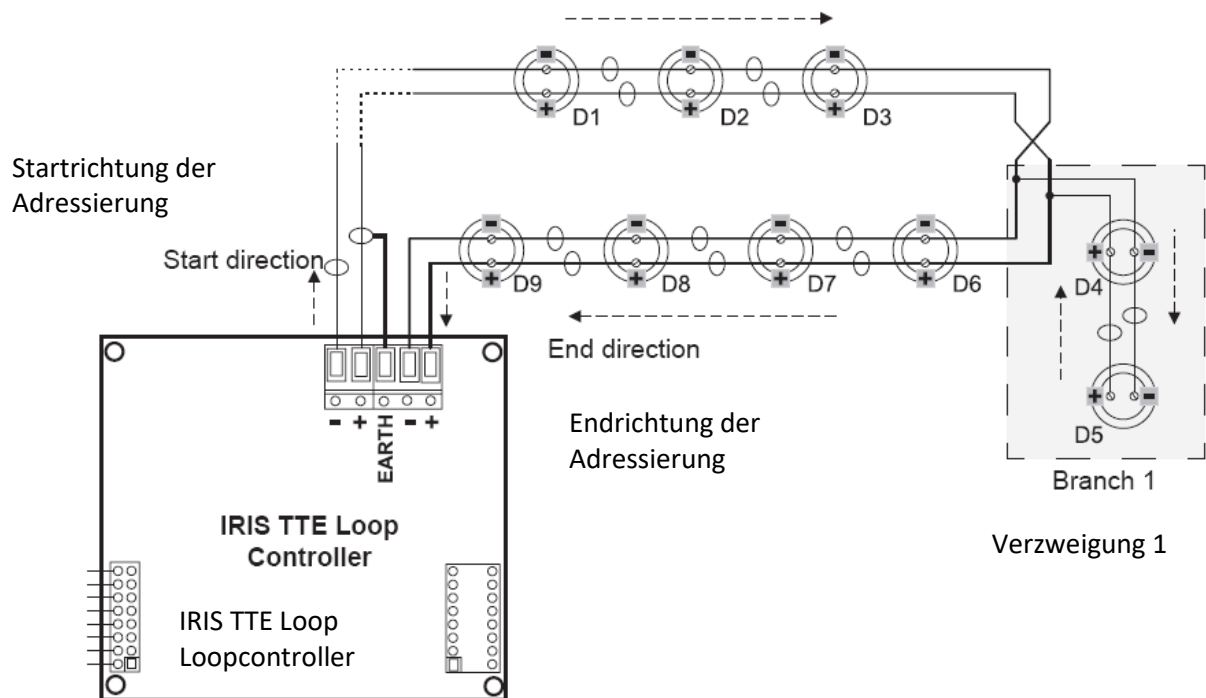 - - -
D1 D2 D3
+ + +
Startrichtung der
Adressierung
- - - -
Start direction
+ + + +
D9 D8 D7 D6
+ -
D4
End direction
+ -
D5
- + EARTH - +
Endrichtung der
Adressierung
Branch 1
IRIS TTE Loop
Controller
Verzweigung 1
IRIS TTE Loop
Loopcontroller